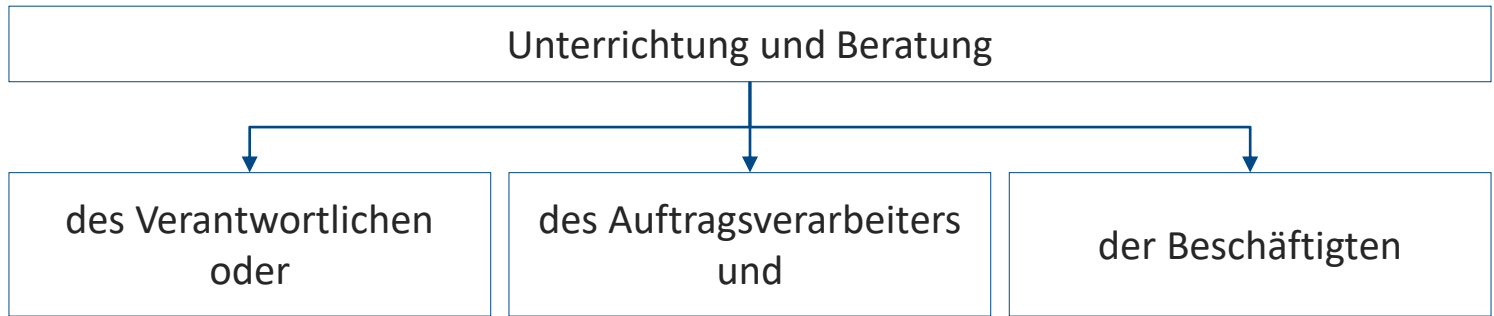 Unterrichtung und Beratung
des Verantwortlichen
oder
des Auftragsverarbeiters
und
der Beschäftigten